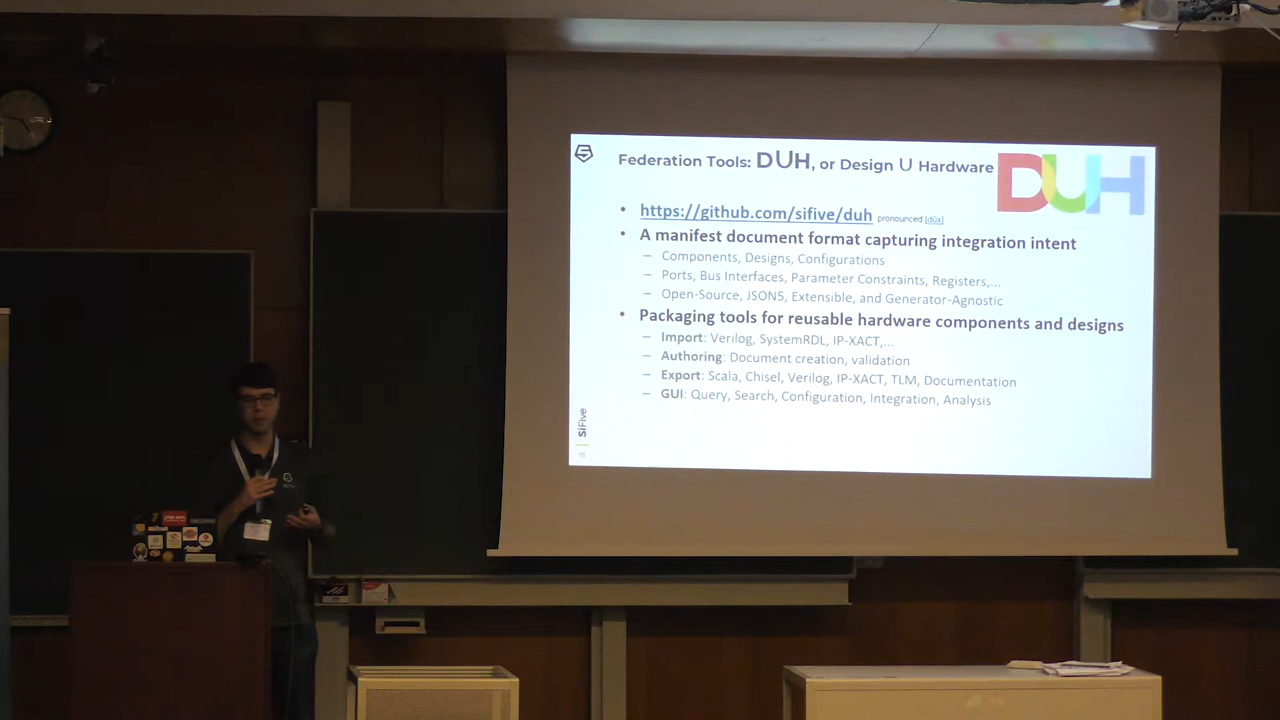 Federation Tools: DUH, or Design U Hardware
DUH
• https://github.com/sifive/duh pronounced [düx]
• A manifest document format capturing integration intent
– Components, Designs, Configurations
– Ports, Bus Interfaces, Parameter Constraints, Registers,...
– Open-Source, JSON5, Extensible, and Generator-Agnostic
• Packaging tools for reusable hardware components and designs
– Import: Verilog, SystemRDL, IP-XACT,...
– Authoring: Document creation, validation
– Export: Scala, Chisel, Verilog, IP-XACT, TLM, Documentation
– GUI: Query, Search, Configuration, Integration, Analysis
SiFive